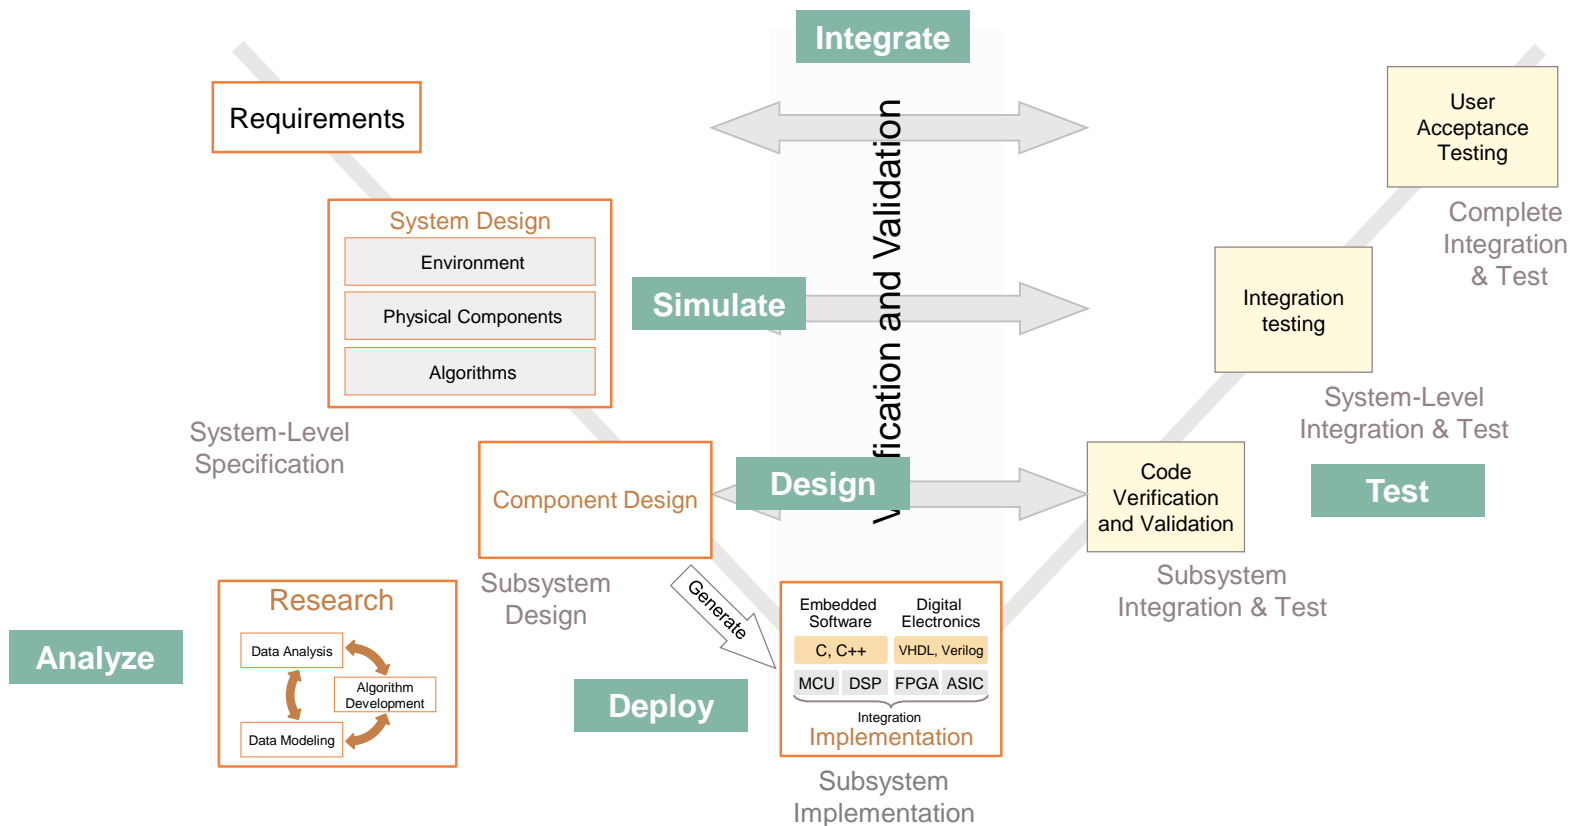 Integrate
Requirements
User
Acceptance
Testing
Complete
Integration
& Test
System Design
Environment
Physical Components
Algorithms
System-Level
Specification
Simulate
fication and Validation
Integration
testing
System-Level
Integration & Test
Component Design
Design
Code
Verification
and Validation
Test
Subsystem
Design
Generate
Subsystem
Integration & Test
Analyze
Research
Data Analysis
Algorithm
Development
Data Modeling
Deploy
Embedded
Software
Digital
Electronics
C, C++
VHDL, Verilog
MCU
DSP
FPGA
ASIC
Integration
Implementation
Subsystem
Implementation